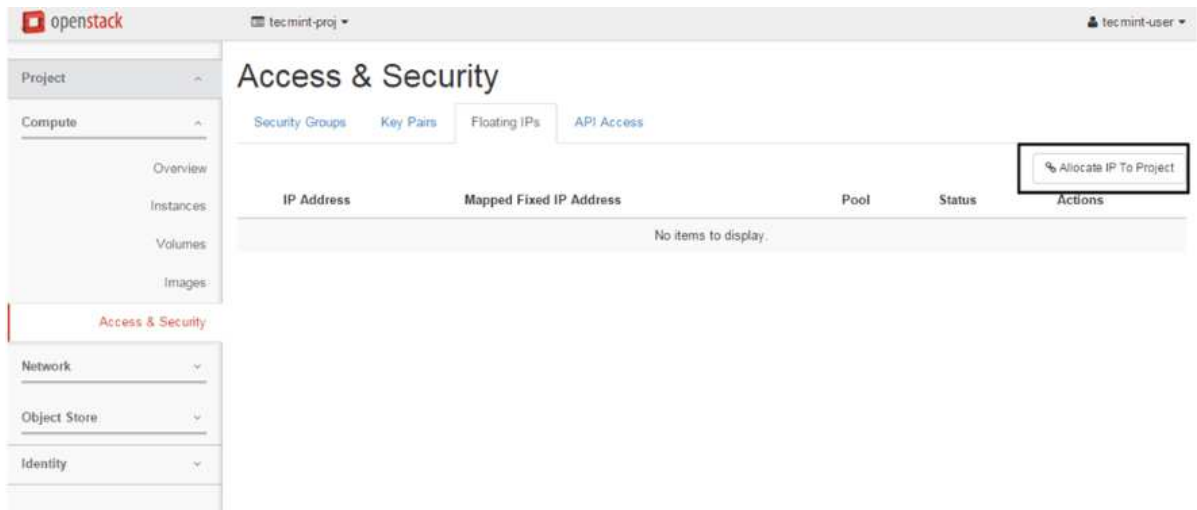 openstack
tecmint-proj
tecmint-user
Project
Compute
Overview
Instances
Volumes
Images
Access & Security
Network
Object Store
Identity
Access & Security
Security Groups Key Pairs Floating IPs API Access
Allocate IP To Project
IP Address Mapped Fixed IP Address Pool Status Actions
No items to display.